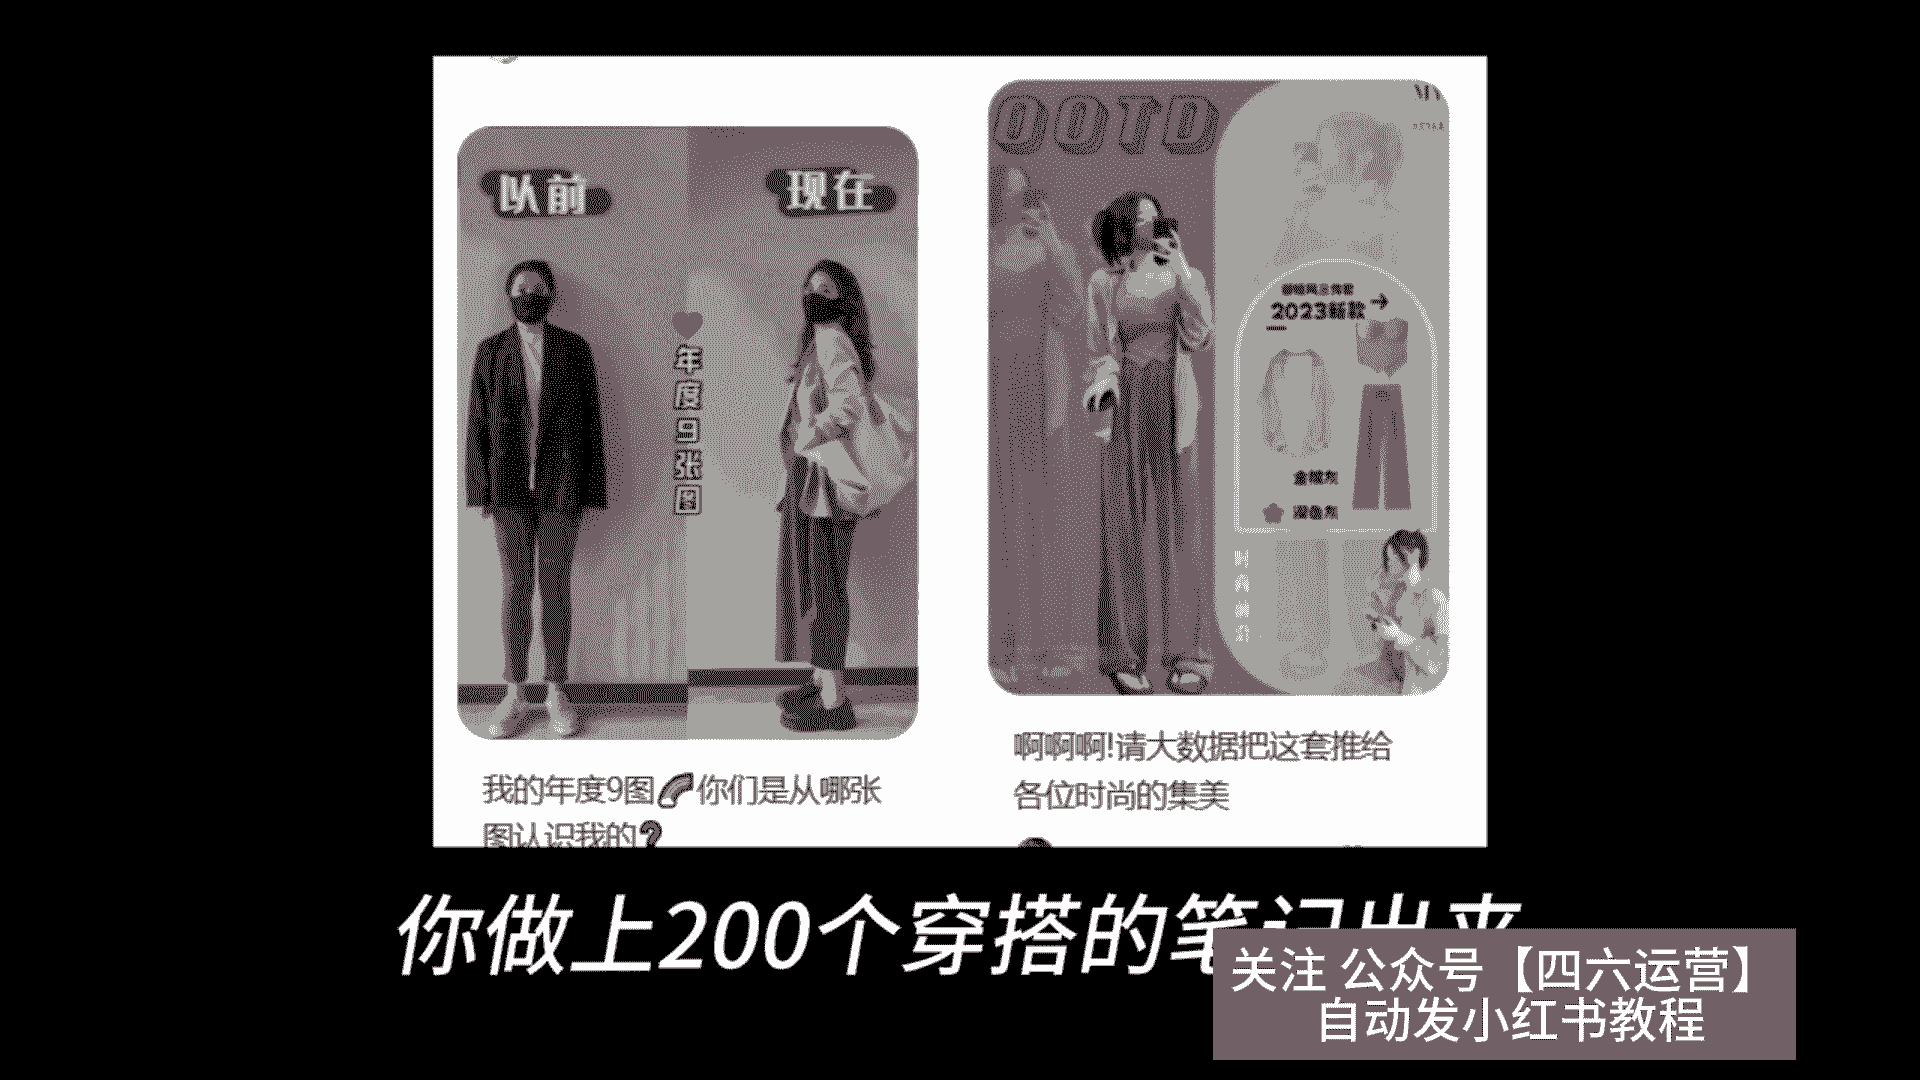 以前
现在
年度9张图
我的年度9图🌈你们是从哪张
图认识我的❓
OOTD
2023新款
啊啊啊!请大数据把这套推给
各位时尚的集美
你做上200个穿搭的笔记出来
关注 公众号【四六运营】
自动发小红书教程